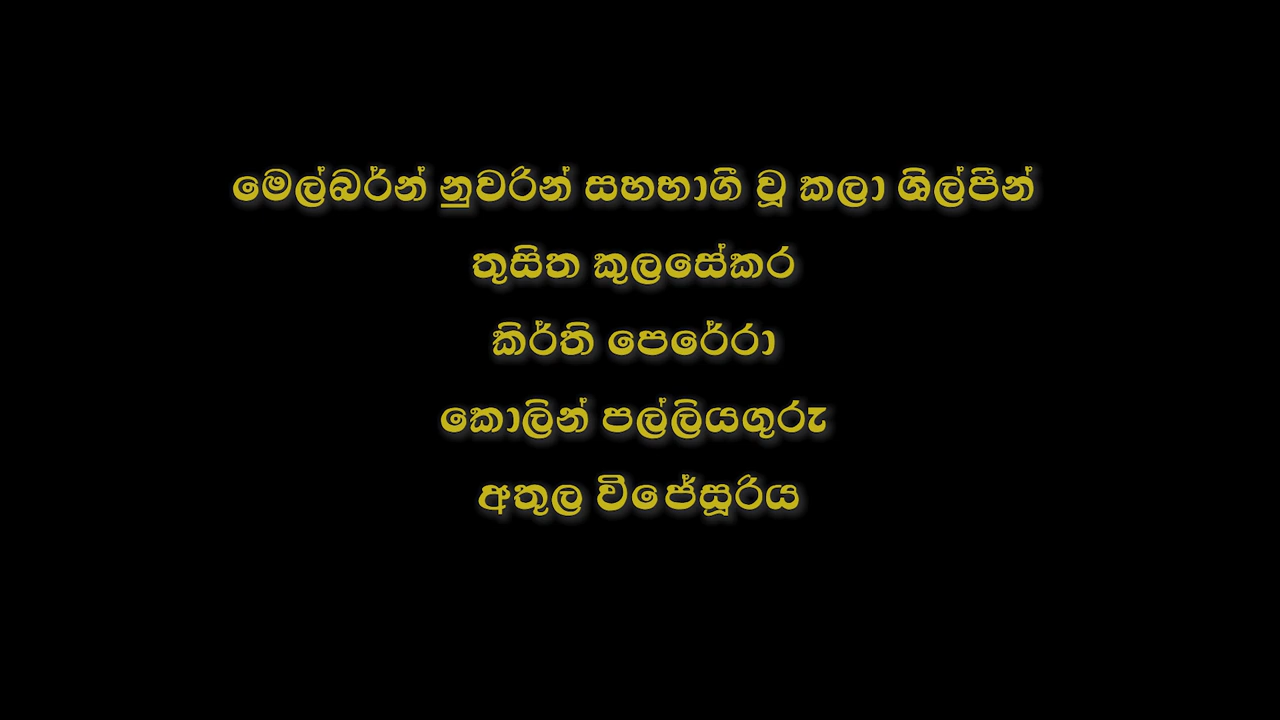 මෙල්බර්න් නුවරින් සහභාගී වූ කලා ශිල්පීන්
තුසිත කුලසේකර
කිර්ති පෙරේරා
කොලින් පල්ලියගුරු
අතුල විජේසූරිය